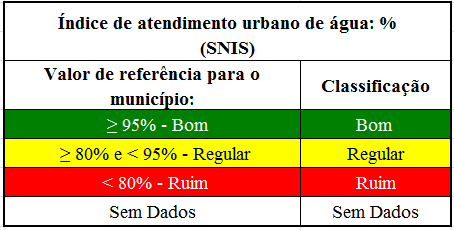 Índice de atendimento urbano de água: %
(SNIS)
Valor de referência para o
município:
Classificação
≥ 95% - Bom
Bom
≥ 80% e < 95% - Regular
Regular
< 80% - Ruim
Ruim
Sem Dados
Sem Dados